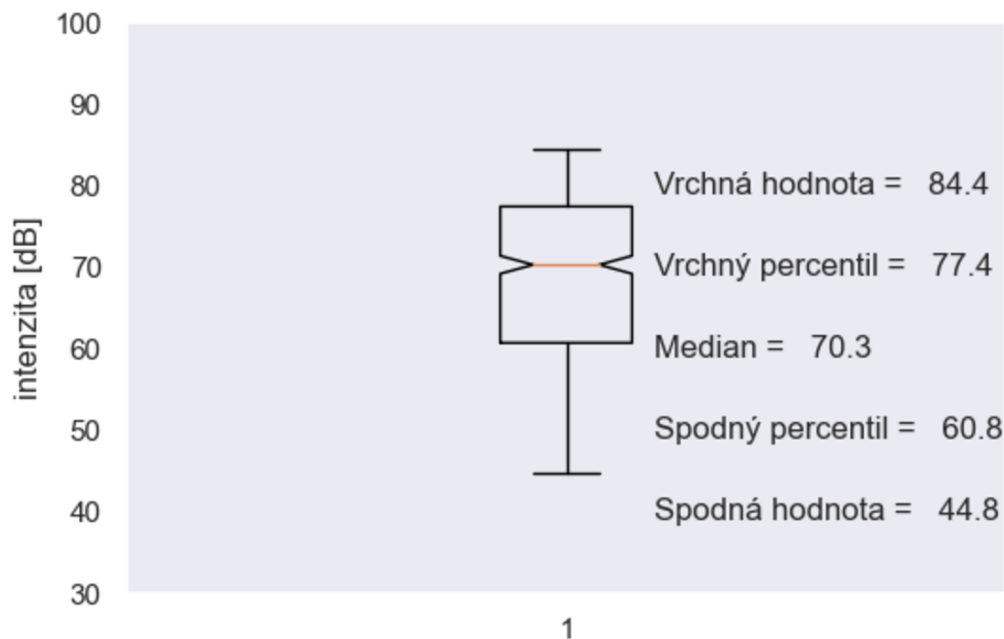 100
90
80
70
60
50
40
30
intenzita [dB]
Vrchná hodnota = 84.4
Vrchný percentil = 77.4
Median = 70.3
Spodný percentil = 60.8
Spodná hodnota = 44.8
1